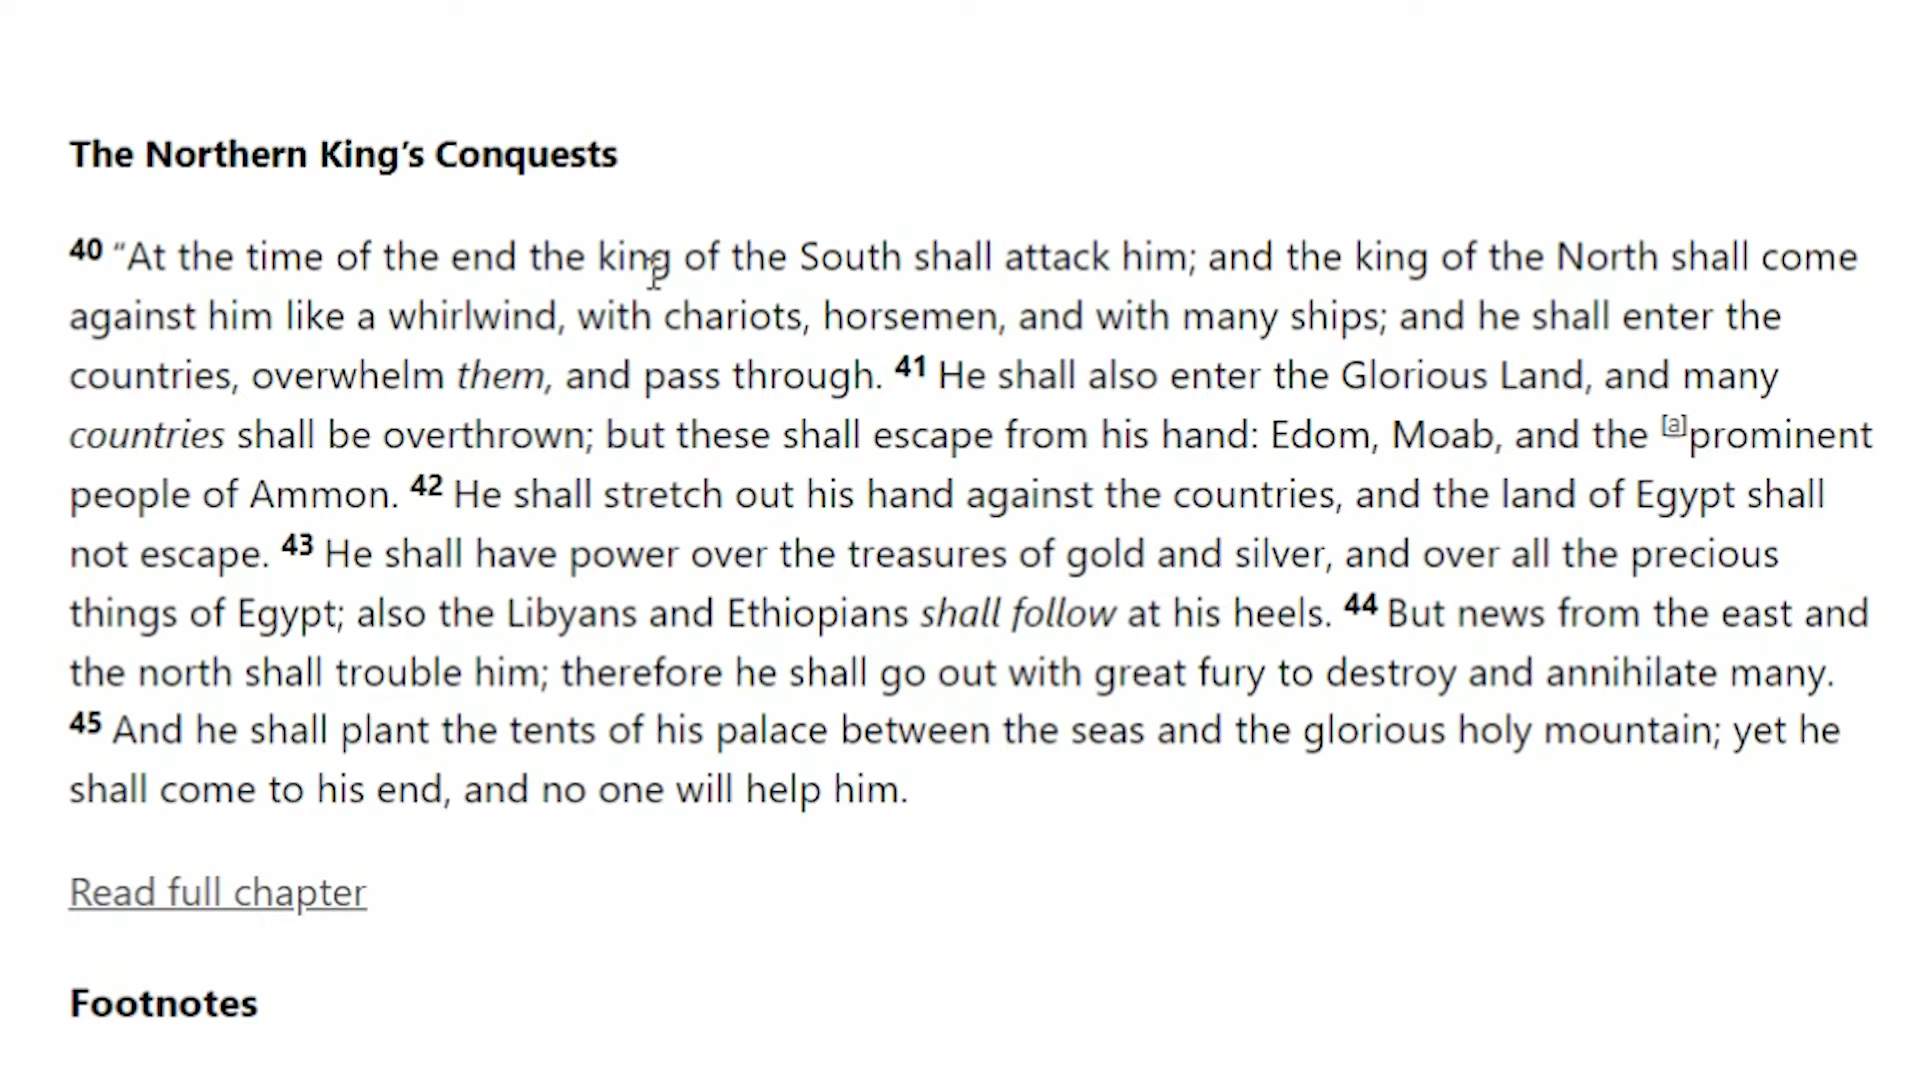 The Northern King’s Conquests
40 “At the time of the end the king of the South shall attack him; and the king of the North shall come
against him like a whirlwind, with chariots, horsemen, and with many ships; and he shall enter the
countries, overwhelm them, and pass through. 41 He shall also enter the Glorious Land, and many
countries shall be overthrown; but these shall escape from his hand: Edom, Moab, and the [a]prominent
people of Ammon. 42 He shall stretch out his hand against the countries, and the land of Egypt shall
not escape. 43 He shall have power over the treasures of gold and silver, and over all the precious
things of Egypt; also the Libyans and Ethiopians shall follow at his heels. 44 But news from the east and
the north shall trouble him; therefore he shall go out with great fury to destroy and annihilate many.
45 And he shall plant the tents of his palace between the seas and the glorious holy mountain; yet he
shall come to his end, and no one will help him.
Read full chapter
Footnotes